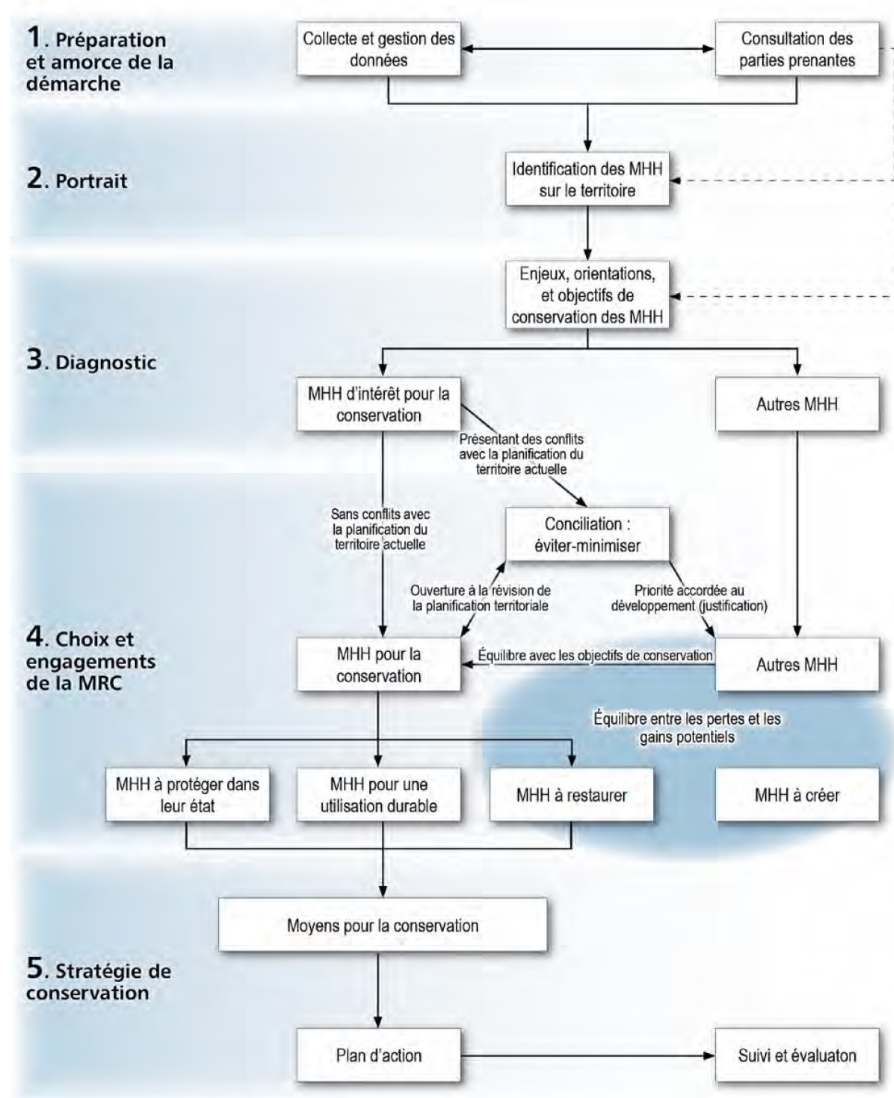 1. Préparation
et amorce de la
démarche
Collecte et gestion des
données
Consultation des
parties prenantes
2. Portrait
Identification des MHH
sur le territoire
Enjeux, orientations,
et objectifs de
conservation des MHH
3. Diagnostic
MHH d'intérêt pour la
conservation
Autres MHH
Présentant des conflits
avec la planification du
territoire actuelle
Sans conflits avec
la planification du
territoire actuelle
Conciliation :
éviter-minimiser
Ouverture à la révision de
la planification territoriale
Priorité accordée au
développement (justification)
4. Choix et
engagements
de la MRC
MHH pour la
conservation
Équilibre avec les objectifs de conservation
Autres MHH
Équilibre entre les pertes et les
gains potentiels
MHH à protéger dans
leur état
MHH pour une
utilisation durable
MHH à restaurer
MHH à créer
Moyens pour la conservation
5. Stratégie de
conservation
Plan d'action
Suivi et évaluaton